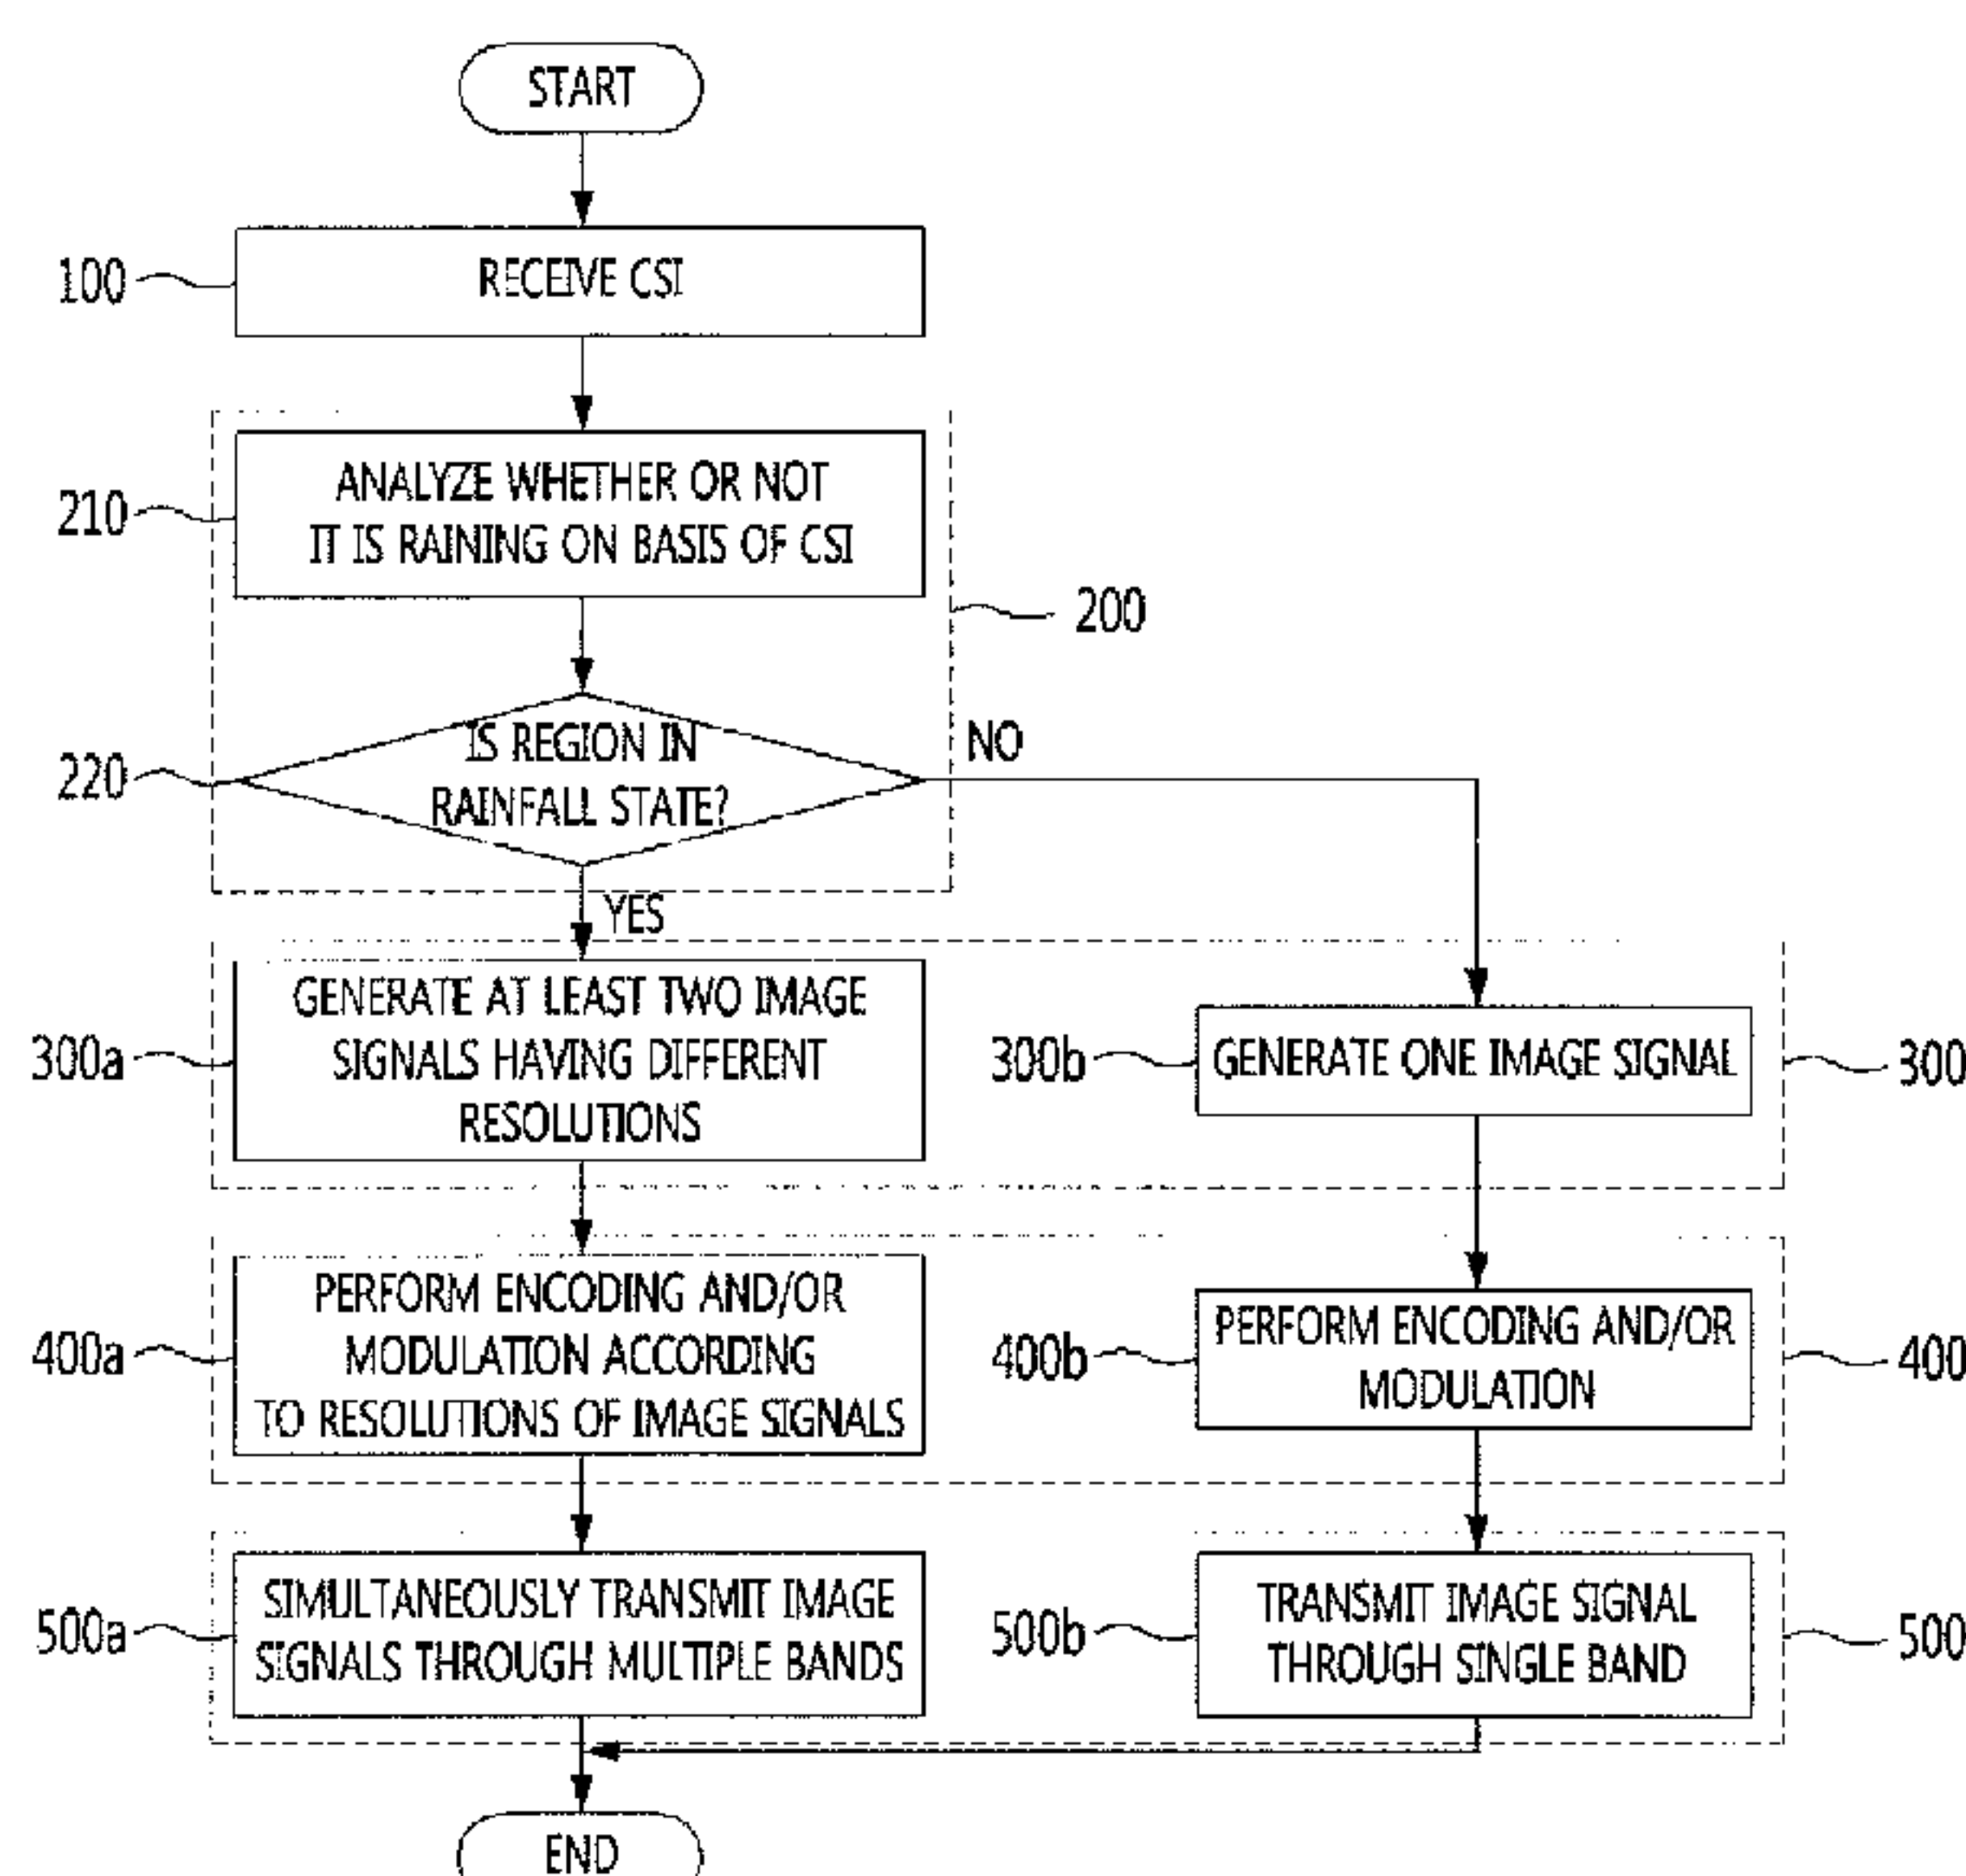 START
100
RECEIVE CSI
210
ANALYZE WHETHER OR NOT
IT IS RAINING ON BASIS OF CSI
200
220
IS REGION IN
RAINFALL STATE?
NO
YES
300a
GENERATE AT LEAST TWO IMAGE
SIGNALS HAVING DIFFERENT
RESOLUTIONS
300b
GENERATE ONE IMAGE SIGNAL
300
400a
PERFORM ENCODING AND/OR
MODULATION ACCORDING
TO RESOLUTIONS OF IMAGE SIGNALS
400b
PERFORM ENCODING AND/OR
MODULATION
400
500a
SIMULTANEOUSLY TRANSMIT IMAGE
SIGNALS THROUGH MULTIPLE BANDS
500b
TRANSMIT IMAGE SIGNAL
THROUGH SINGLE BAND
500
END